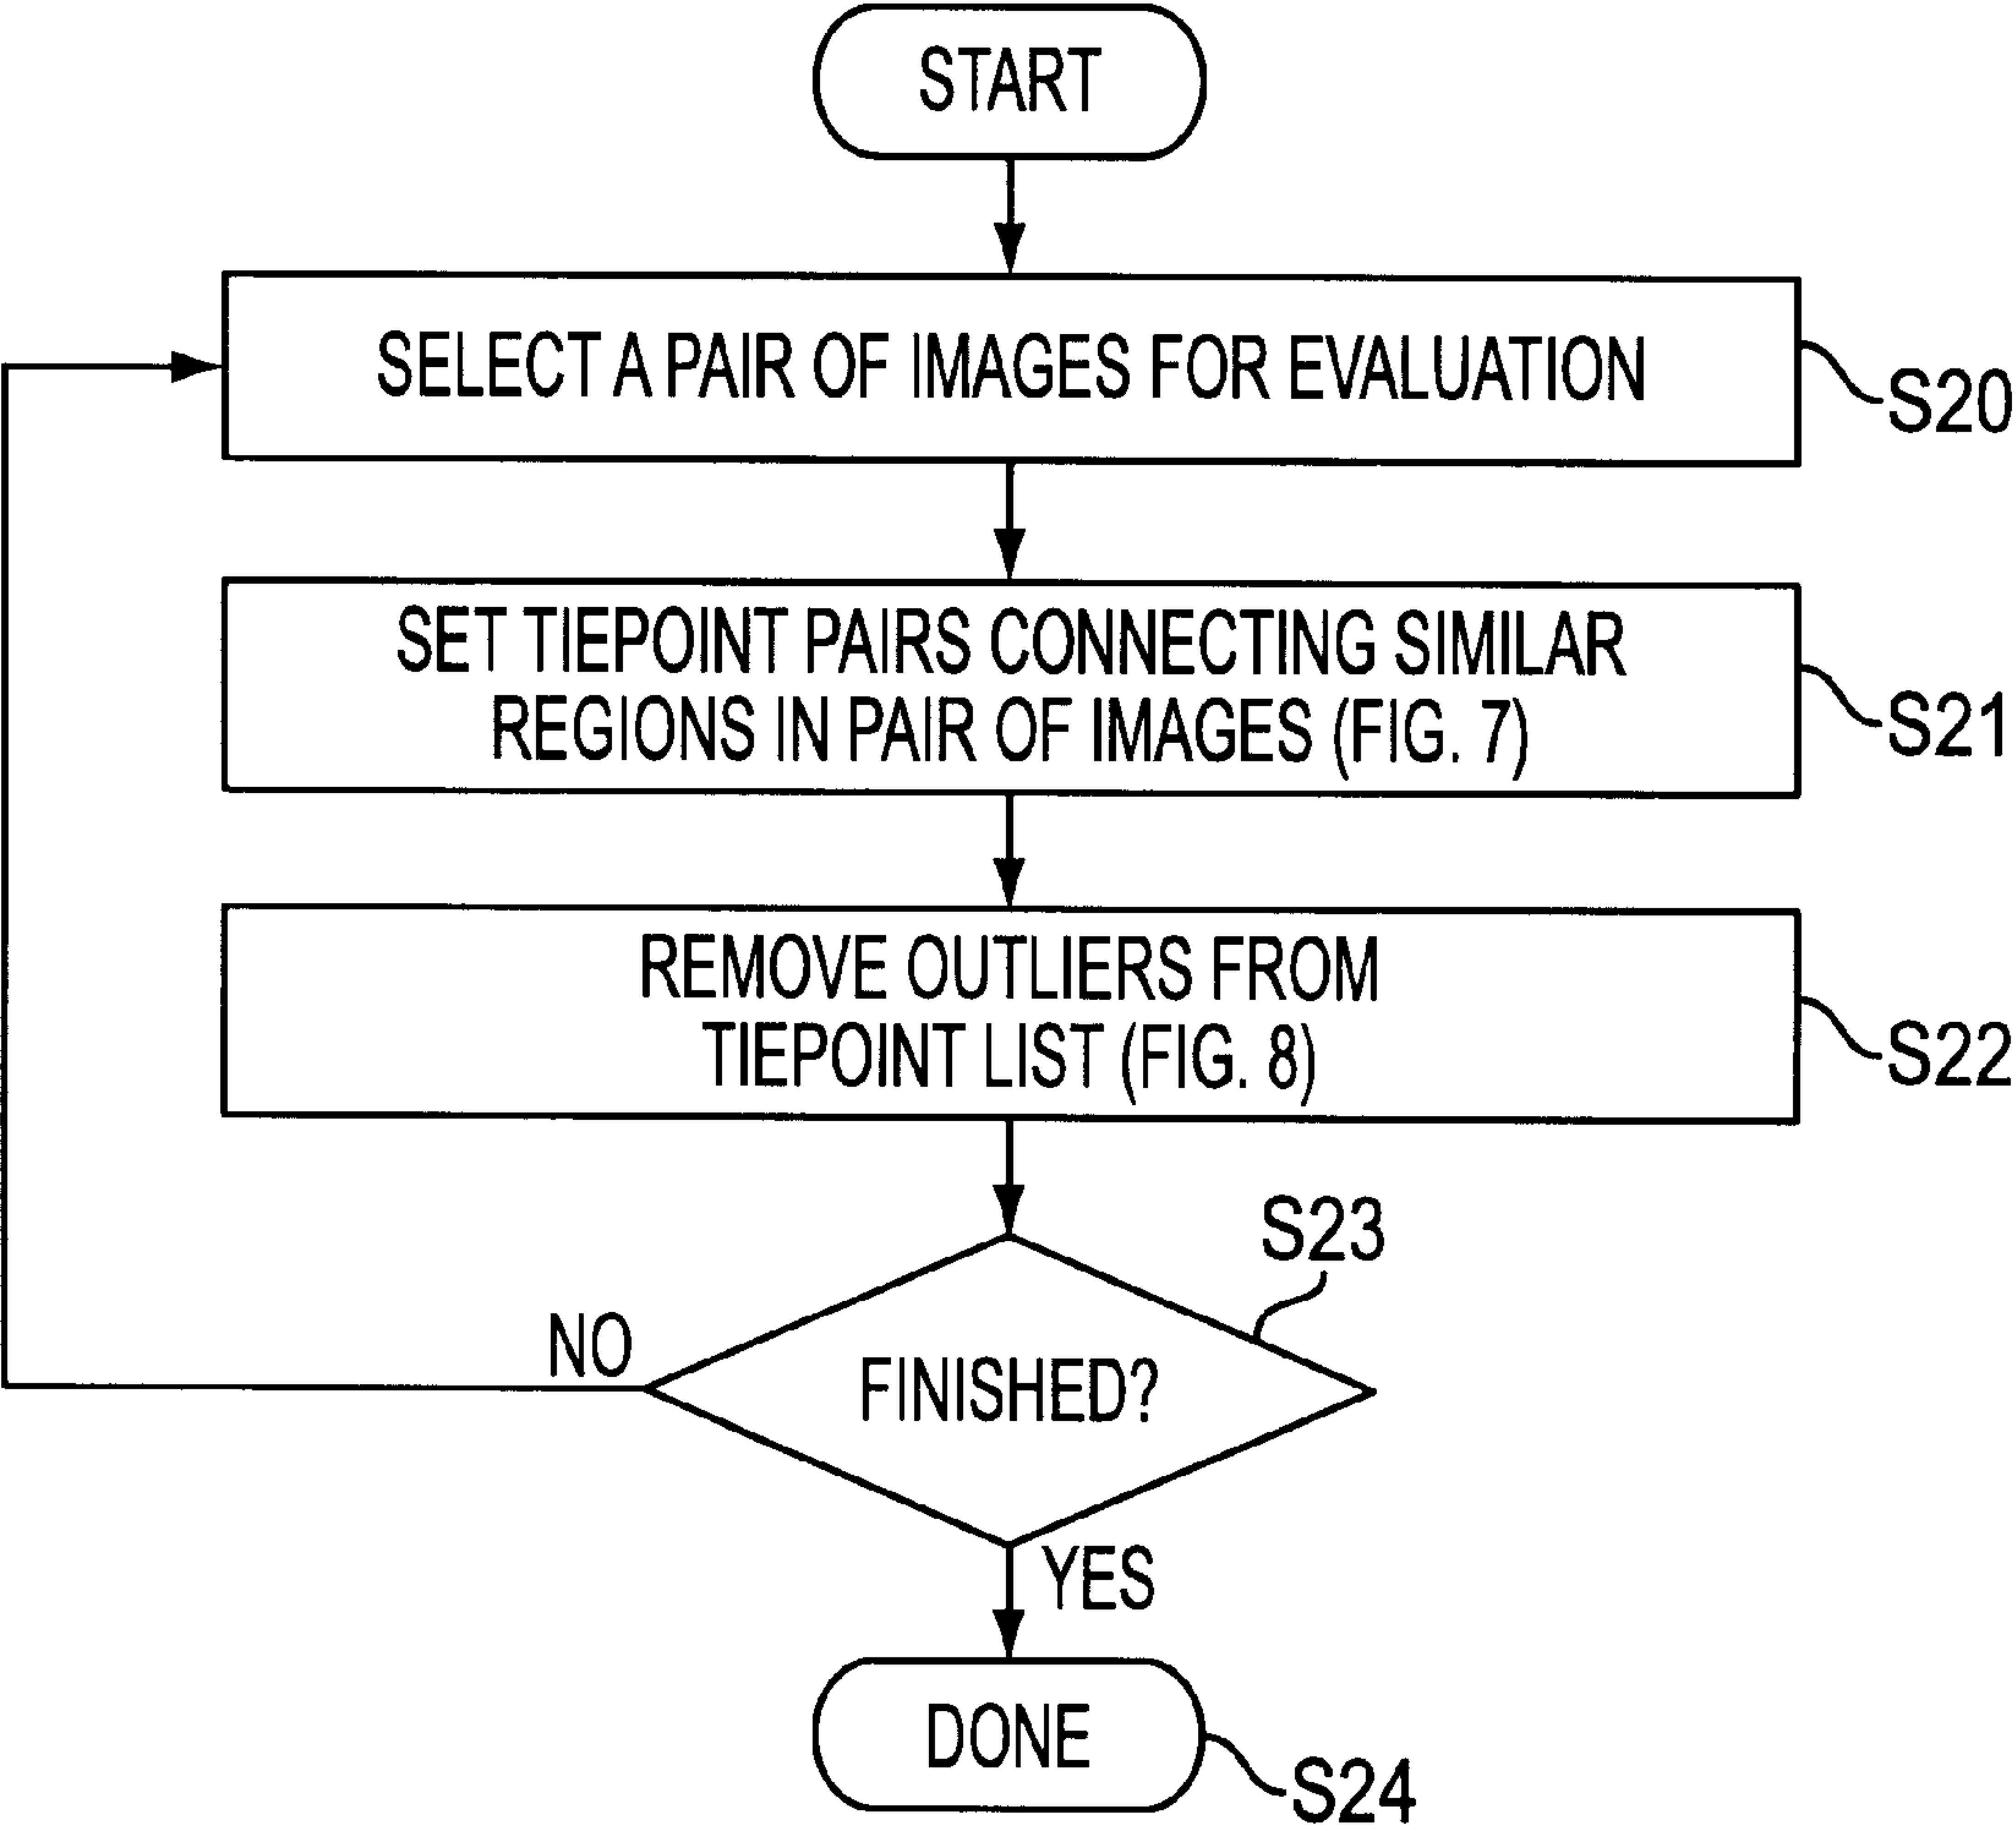 START
SELECT A PAIR OF IMAGES FOR EVALUATION
S20
SET TIEPOINT PAIRS CONNECTING SIMILAR
REGIONS IN PAIR OF IMAGES (FIG. 7)
S21
REMOVE OUTLIERS FROM
TIEPOINT LIST (FIG. 8)
S22
S23
NO
FINISHED?
YES
DONE
S24